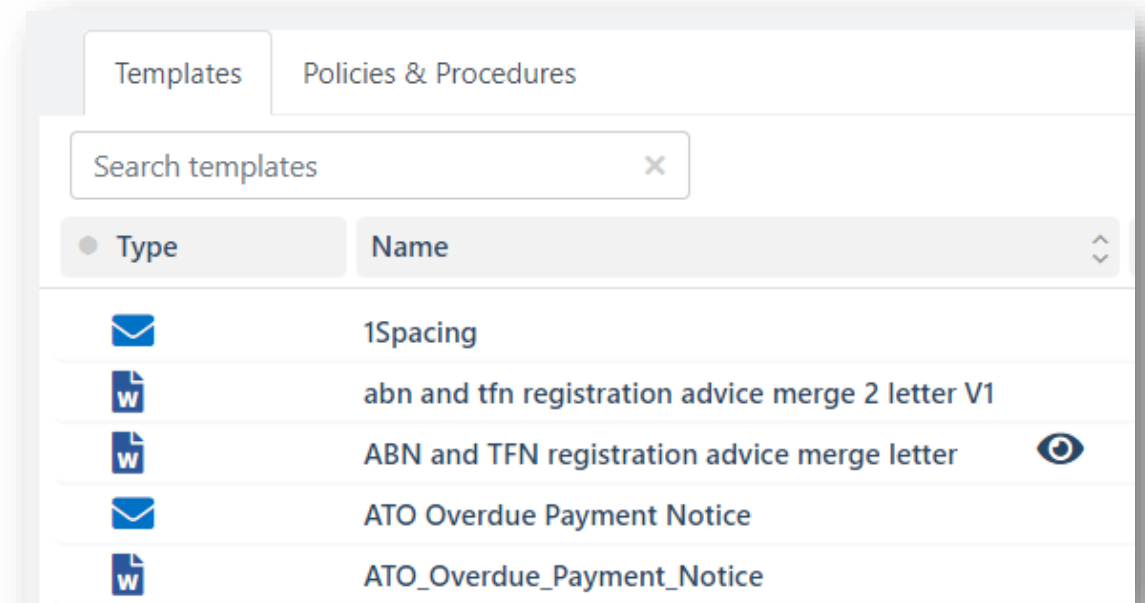 Templates Policies & Procedures
Search templates
Type Name
1Spacing
abn and tfn registration advice merge 2 letter V1
ABN and TFN registration advice merge letter
ATO Overdue Payment Notice
ATO_Overdue_Payment_Notice